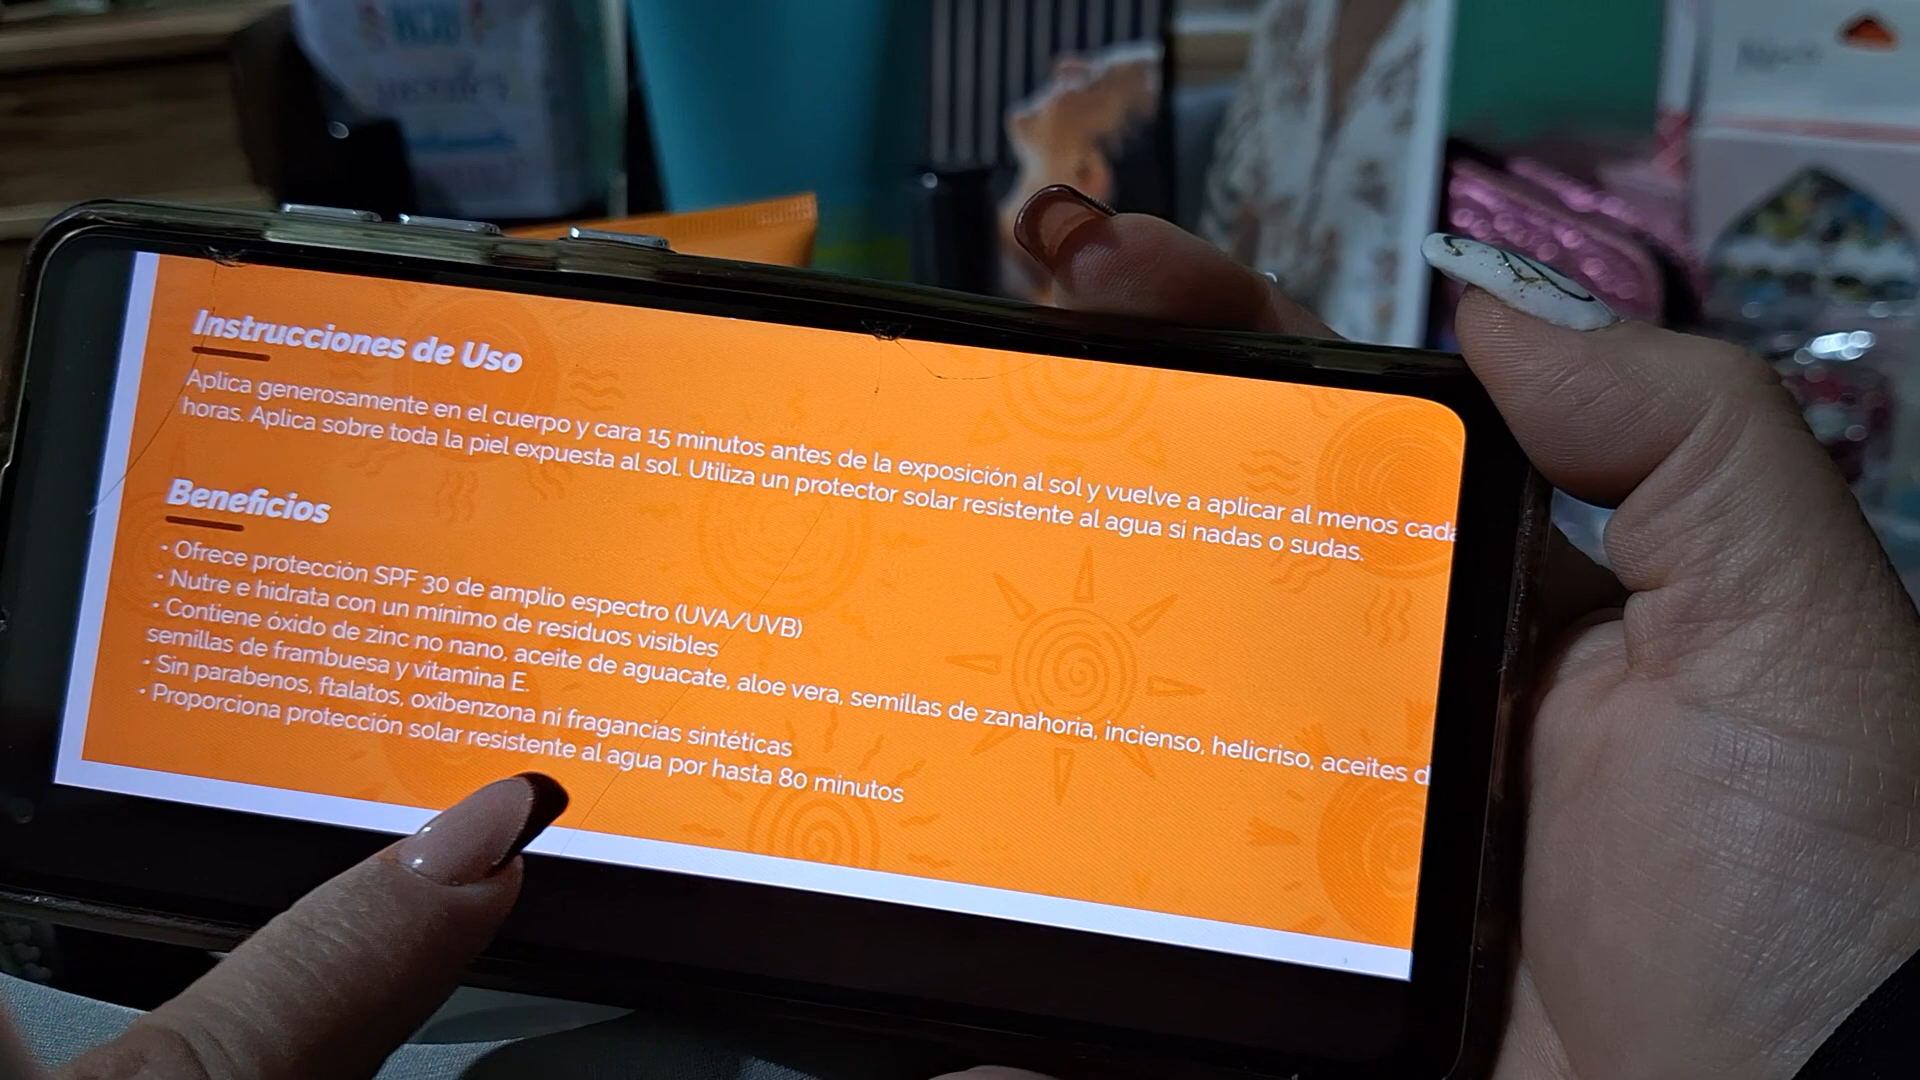 Instrucciones de Uso
Aplica generosamente en el cuerpo y cara 15 minutos antes de la exposición al sol y vuelve a aplicar al menos cada
horas. Aplica sobre toda la piel expuesta al sol. Utiliza un protector solar resistente al agua si nadas o sudas.
Beneficios
• Ofrece protección SPF 30 de amplio espectro (UVA/UVB)
• Nutre e hidrata con un mínimo de residuos visibles
• Contiene óxido de zinc no nano, aceite de aguacate, aloe vera, semillas de zanahoria, incienso, helicriso, aceites d
semillas de frambuesa y vitamina E.
• Sin parabenos, ftalatos, oxibenzona ni fragancias sintéticas
• Proporciona protección solar resistente al agua por hasta 80 minutos